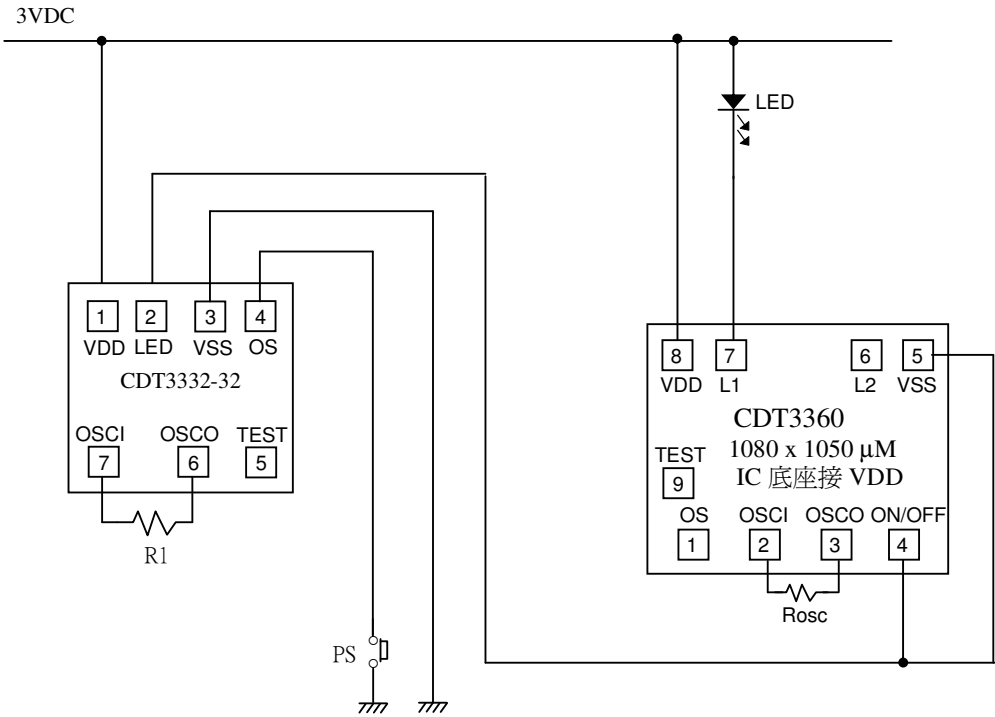 3VDC
LED
1 2 3 4
VDD LED VSS OS
CDT3332-32
OSCI OSCO TEST
7 6 5
R1
PS
8 7 6 5
VDD L1 L2 VSS
CDT3360
1080 x 1050 µM
IC 底座接 VDD
TEST
9
OS OSCI OSCO ON/OFF
1 2 3 4
Rosc